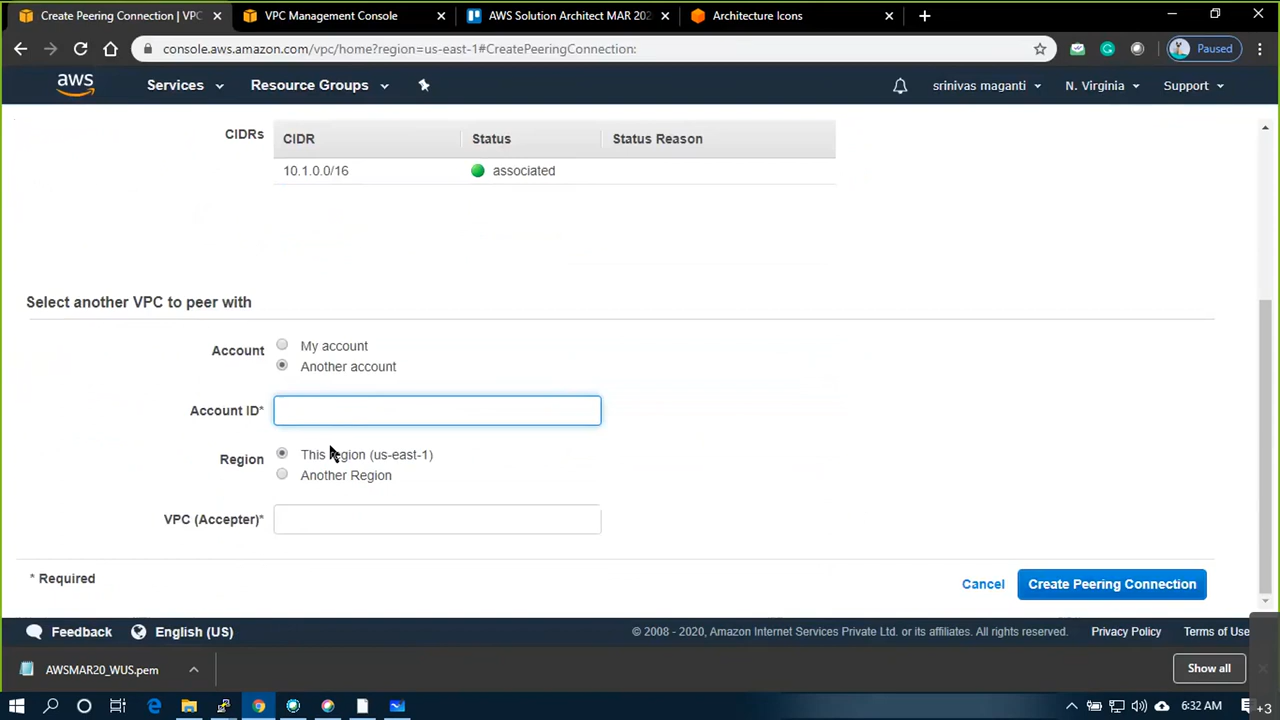 Create Peering Connection | VPC
VPC Management Console
AWS Solution Architect MAR 202
Architecture Icons
console.aws.amazon.com/vpc/home?region=us-east-1#CreatePeeringConnection:
Paused
aws
Services
Resource Groups
srinivas maganti
N. Virginia
Support
CIDRs
CIDR
Status
Status Reason
10.1.0.0/16
associated
Select another VPC to peer with
Account
My account
Another account
Account ID*
Region
This Region (us-east-1)
Another Region
VPC (Accepter)*
* Required
Cancel
Create Peering Connection
Feedback
English (US)
© 2008 - 2020, Amazon Internet Services Private Ltd. or its affiliates. All rights reserved.
Privacy Policy
Terms of Use
AWSMAR20_WUS.pem
Show all
6:32 AM
+3